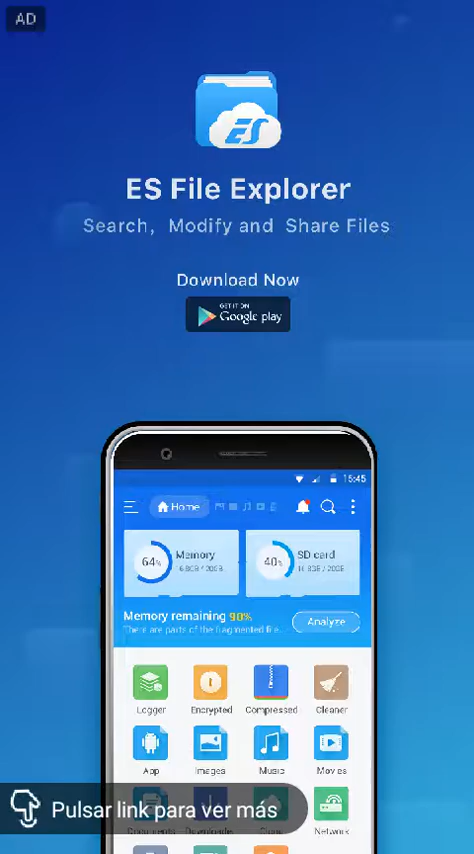 AD
ES
ES File Explorer
Search, Modify and Share Files
Download Now
GET IT ON
Google play
15:45
Home
64%
Memory
40%
SD card
Memory remaining 90%
There are parts of the fragmented file...
Analyze
Logger Encrypted Compressed Cleaner
App Images Music Movies
Pulsar link para ver más
Network